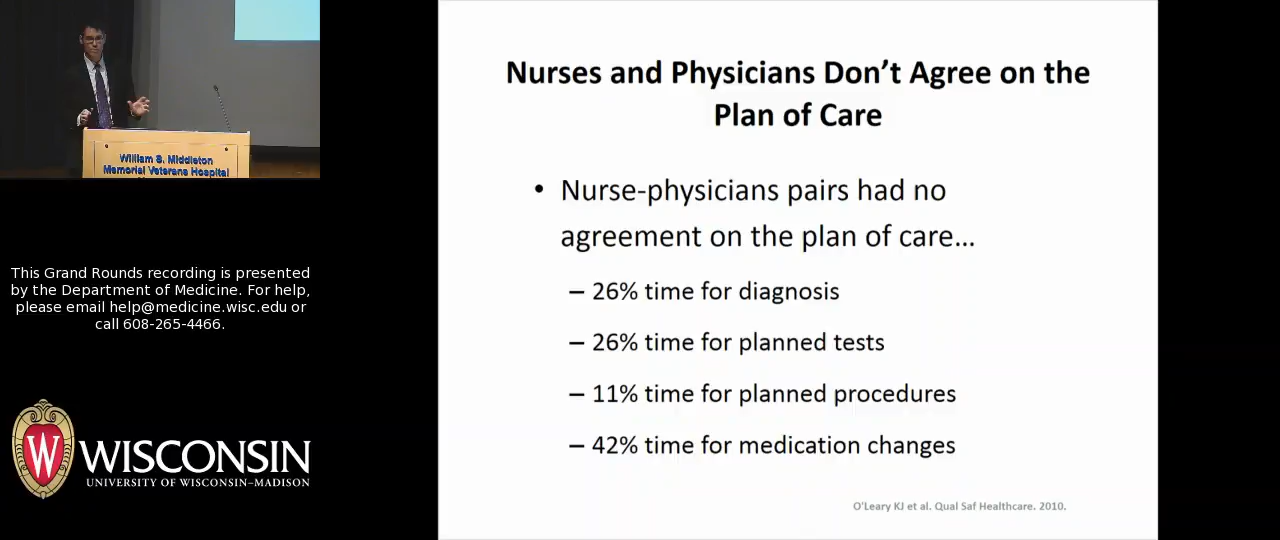 William S. Middleton
Memorial Veterans Hospital
This Grand Rounds recording is presented
by the Department of Medicine. For help,
please email help@medicine.wisc.edu or
call 608-265-4466.
W
WISCONSIN
UNIVERSITY OF WISCONSIN–MADISON
Nurses and Physicians Don’t Agree on the
Plan of Care
• Nurse-physicians pairs had no
agreement on the plan of care…
– 26% time for diagnosis
– 26% time for planned tests
– 11% time for planned procedures
– 42% time for medication changes
O'Leary KJ et al. Qual Saf Healthcare. 2010.